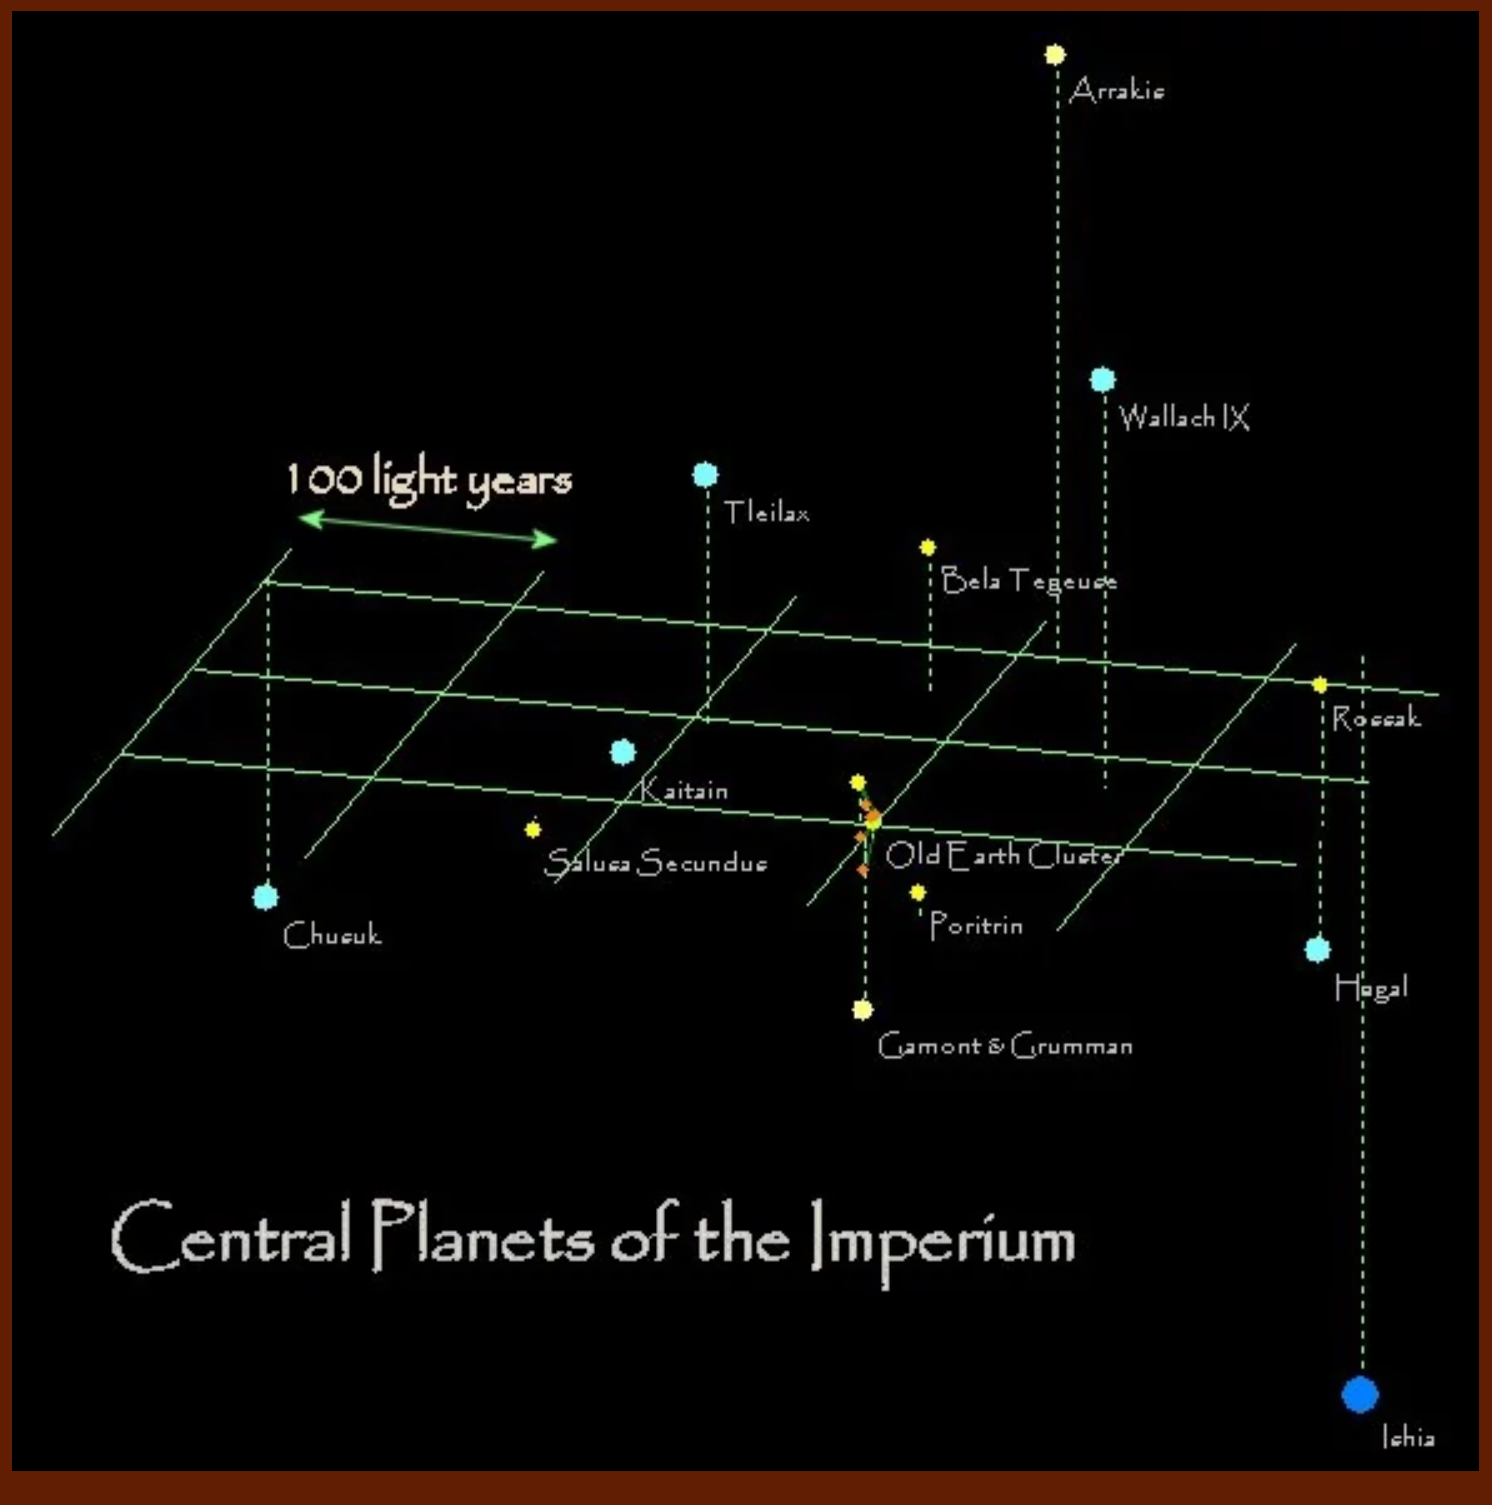 Arrakis
Wallach IX
100 light years
Tleilax
Bela Tegeuse
Rossak
Kaitain
Salusa Secundus
Old Earth Cluster
Poritrin
Chusuk
Hagal
Gamont & Grumman
Central Planets of the Imperium
Ishia